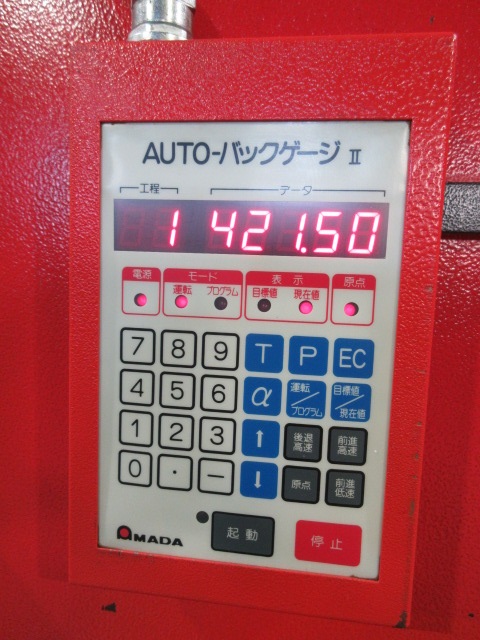 AUTO-バックゲージ II
工程 データ
1 421.50
電源 モード 表示 原点
運転 プログラム 目標値 現在値
7 8 9 T P EC
4 5 6 α 運転/プログラム 目標値/現在値
1 2 3 ↑ 後退高速 前進高速
0 · − ↓ 原点 前進低速
AMADA 起動 停止